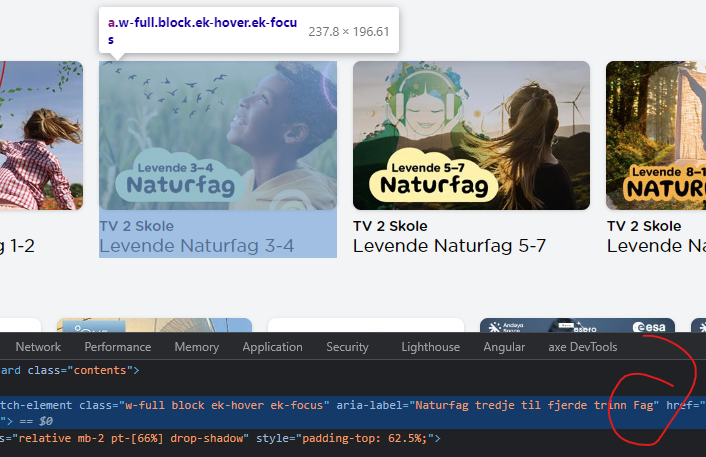 a.w-full.block.ek-hover.ek-focu
s
237.8 × 196.61
Levende 3–4
Naturfag
Levende 5–7
Naturfag
Levende 8–1
NATUR
TV 2 Skole
TV 2 Skole
TV 2 Skole
g 1-2
Levende Naturfag 3-4
Levende Naturfag 5-7
Levende Na
Andøya
Space
esero
esa
Network
Performance
Memory
Application
Security
Lighthouse
Angular
axe DevTools
ard class="contents">
tch-element class="w-full block ek-hover ek-focus" aria-label="Naturfag tredje til fjerde trinn Fag" href="
"> == $0
s="relative mb-2 pt-[66%] drop-shadow" style="padding-top: 62.5%;">